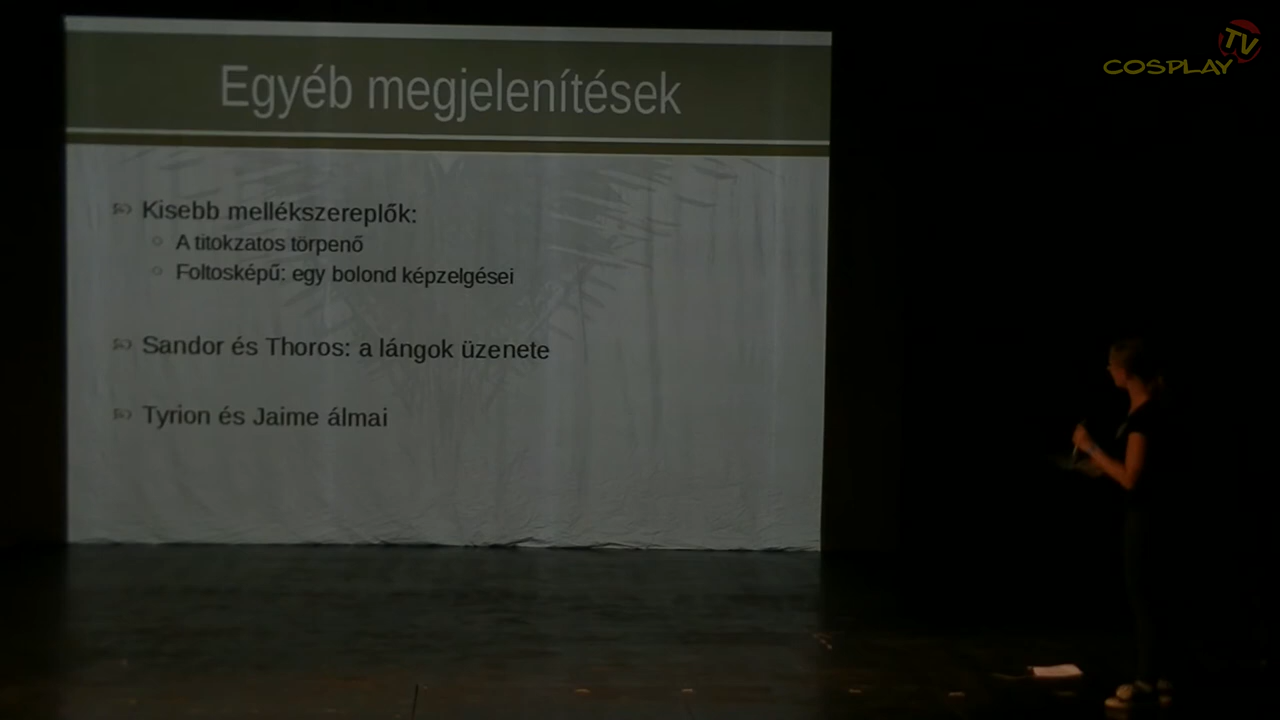 Egyéb megjelenítések
Kisebb mellékszereplők:
A titokzatos törpenő
Foltosképű: egy bolond képzelgései
Sandor és Thoros: a lángok üzenete
Tyrion és Jaime álmai
TV
COSPLAY